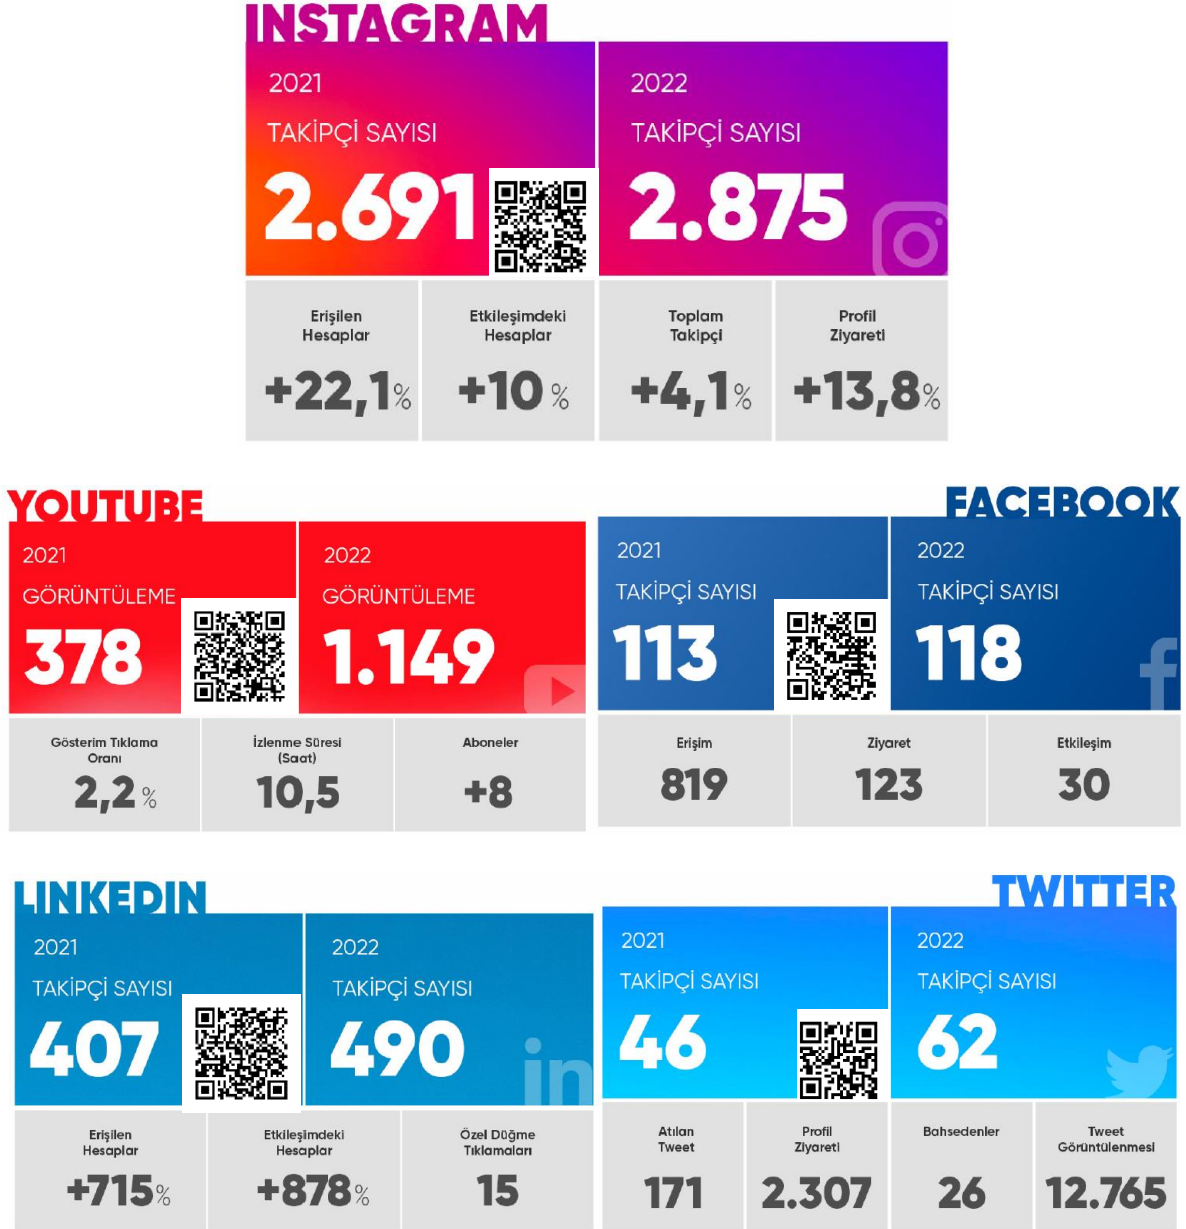 INSTAGRAM
2021
TAKİPÇİ SAYISI
2.691
2022
TAKİPÇİ SAYISI
2.875
Erişilen
Hesaplar
+22,1%
Etkileşimdeki
Hesaplar
+10 %
Toplam
Takipçi
+4,1%
Profil
Ziyareti
+13,8%
YOUTUBE
2021
GÖRÜNTÜLEME
378
2022
GÖRÜNTÜLEME
1.149
Gösterim Tıklama
Oranı
2,2 %
İzlenme Süresi
(Saat)
10,5
Aboneler
+8
FACEBOOK
2021
TAKİPÇİ SAYISI
113
2022
TAKİPÇİ SAYISI
118
f
Erişim
819
Ziyaret
123
Etkileşim
30
LINKEDIN
2021
TAKİPÇİ SAYISI
407
2022
TAKİPÇİ SAYISI
490
in
Erişilen
Hesaplar
+715%
Etkileşimdeki
Hesaplar
+878%
Özel Düğme
Tıklamaları
15
TWITTER
2021
TAKİPÇİ SAYISI
46
2022
TAKİPÇİ SAYISI
62
Atılan
Tweet
171
Profil
Ziyareti
2.307
Bahsedenler
26
Tweet
Görüntülenmesi
12.765